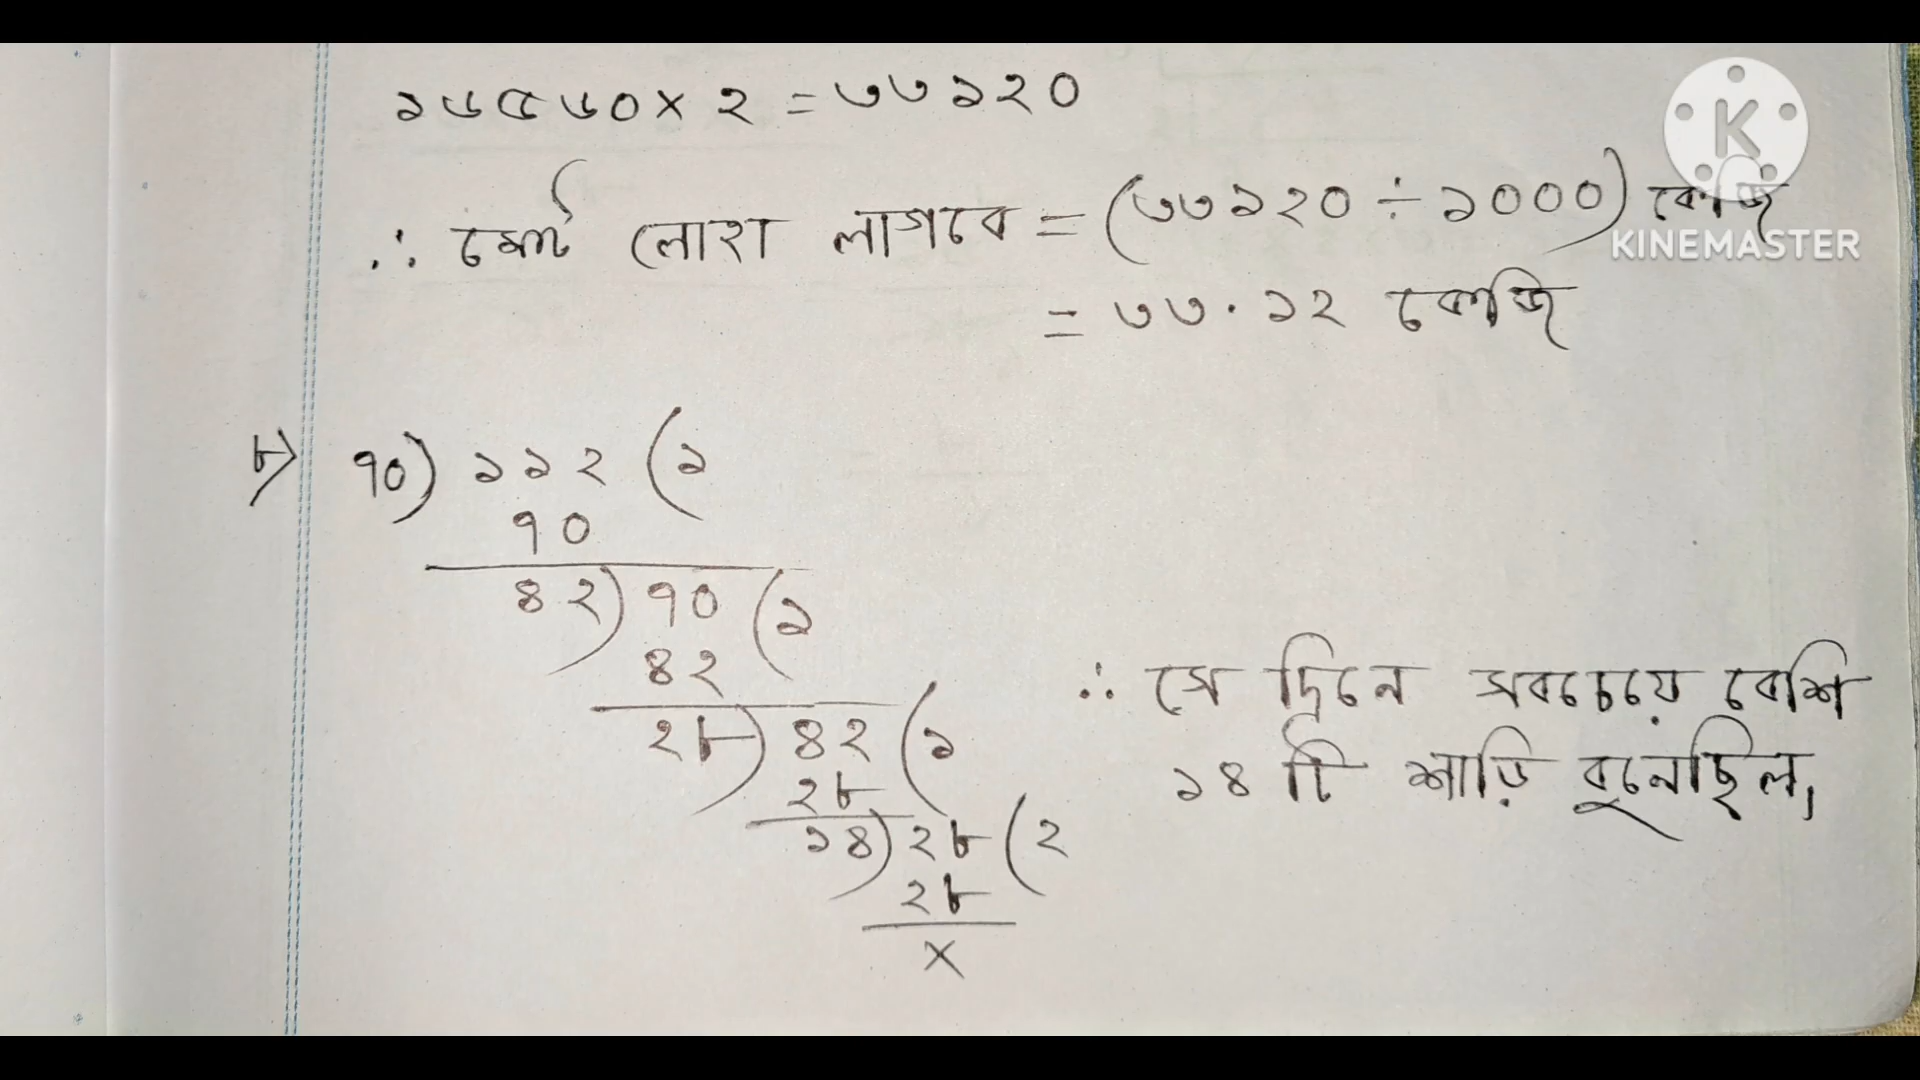 ১৬৫৬০ × ২ = ৩৩১২০
∴ মোট লোহা লাগবে = (৩৩১২০ ÷ ১০০০) কেজি
KINEMASTER
= ৩৩.১২ কেজি
৮) ৭০) ১১২ (১
৭০
৪২) ৭০ (১
৪২
২৮) ৪২ (১
২৮
১৪) ২৮ (২
২৮
×
∴ সে দিনে সবচেয়ে বেশি
১৪ টি শাড়ি বুনেছিল,